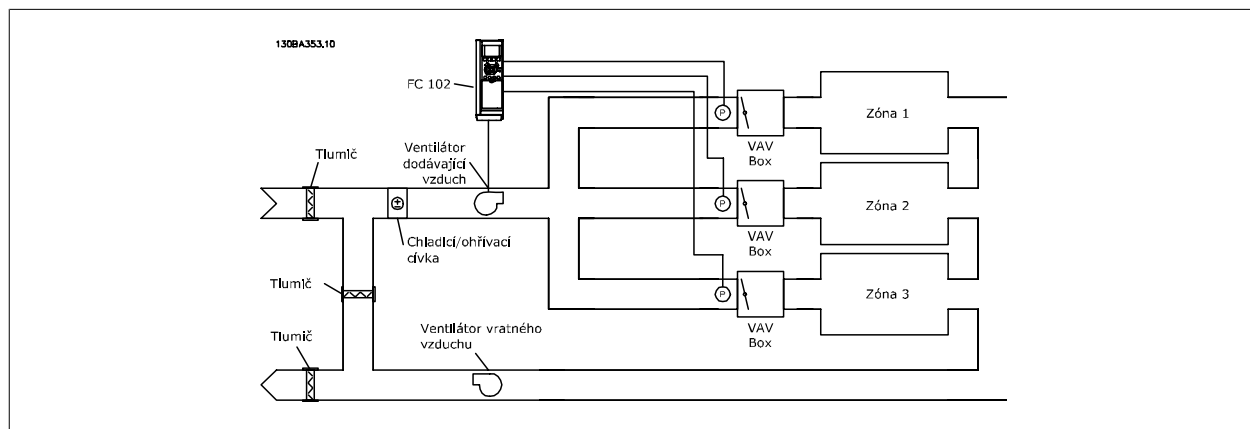 130BA353.10
FC 102
Tlumič
Ventilátor
dodávající
vzduch
P
VAV
Box
Zóna 1
P
VAV
Box
Zóna 2
Chladicí/ohřívací
cívka
Tlumič
P
VAV
Box
Zóna 3
Tlumič
Ventilátor vratného
vzduchu